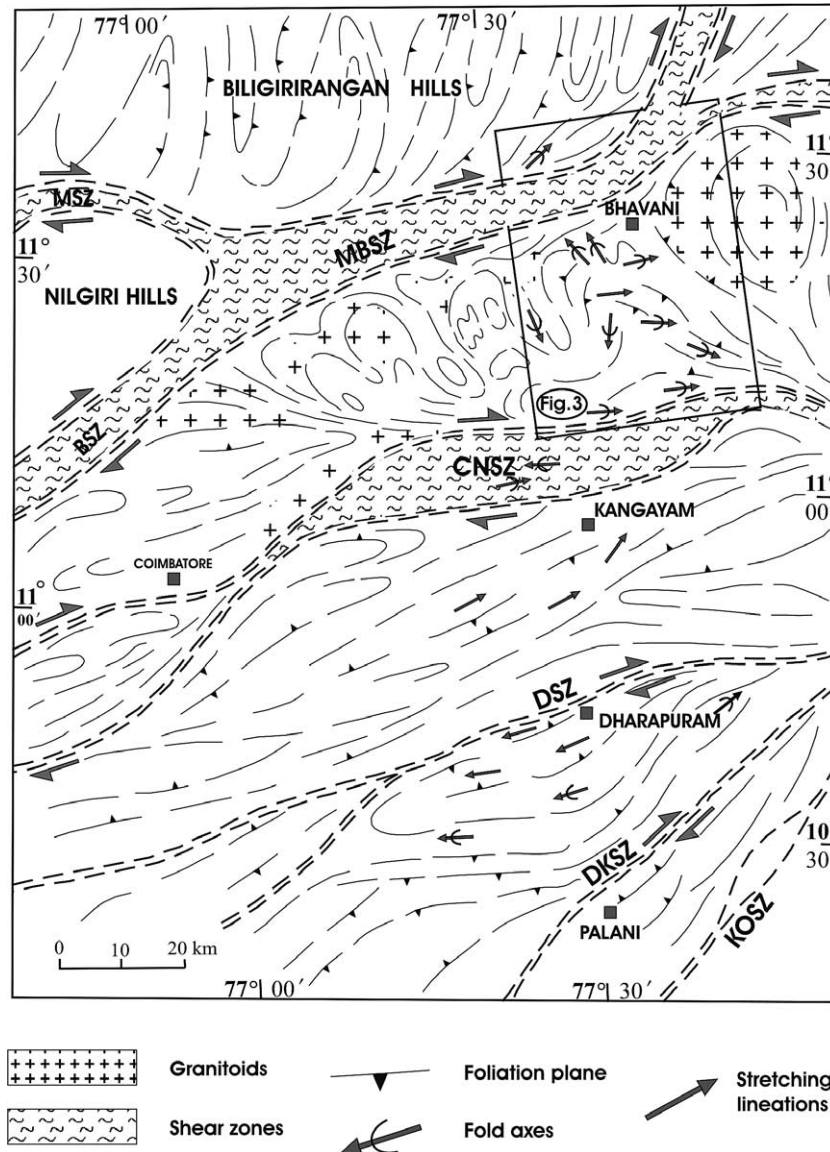 77° 00′
77° 30′
BILIGIRIRANGAN HILLS
11°
30′
MSZ
BHAVANI
11°
30′
MBSZ
NILGIRI HILLS
Fig.3
BSZ
CNSZ
11°
00′
KANGAYAM
COIMBATORE
11°
00′
DSZ
DHARAPURAM
10
30
DKSZ
KOSZ
PALANI
0 10 20 km
77° 00′
77° 30′
Granitoids
Foliation plane
Stretching
lineations
Shear zones
Fold axes